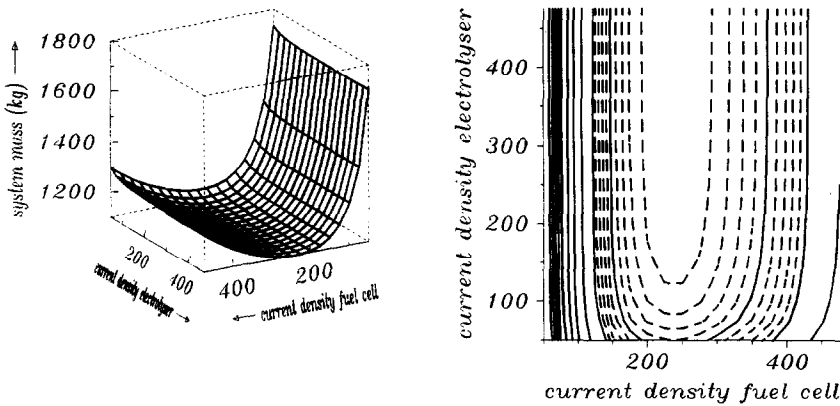 system mass (kg)
1800
1600
1400
1200
200
400
current density electrolyser
400
200
current density fuel cell
current density electrolyser
400
300
200
100
200
400
current density fuel cell